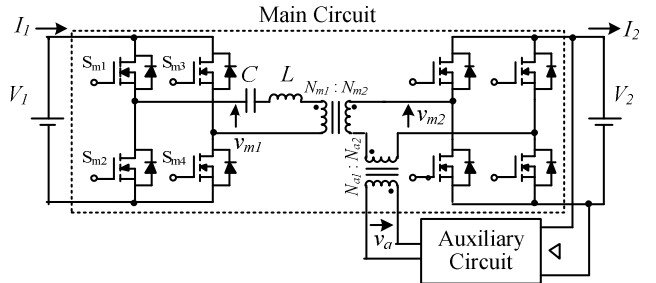 Main Circuit
I1
I2
Sm1
Sm3
C
L
Nm1 : Nm2
V1
vm1
vm2
V2
Sm2
Sm4
Na1 : Na2
va
Auxiliary
Circuit